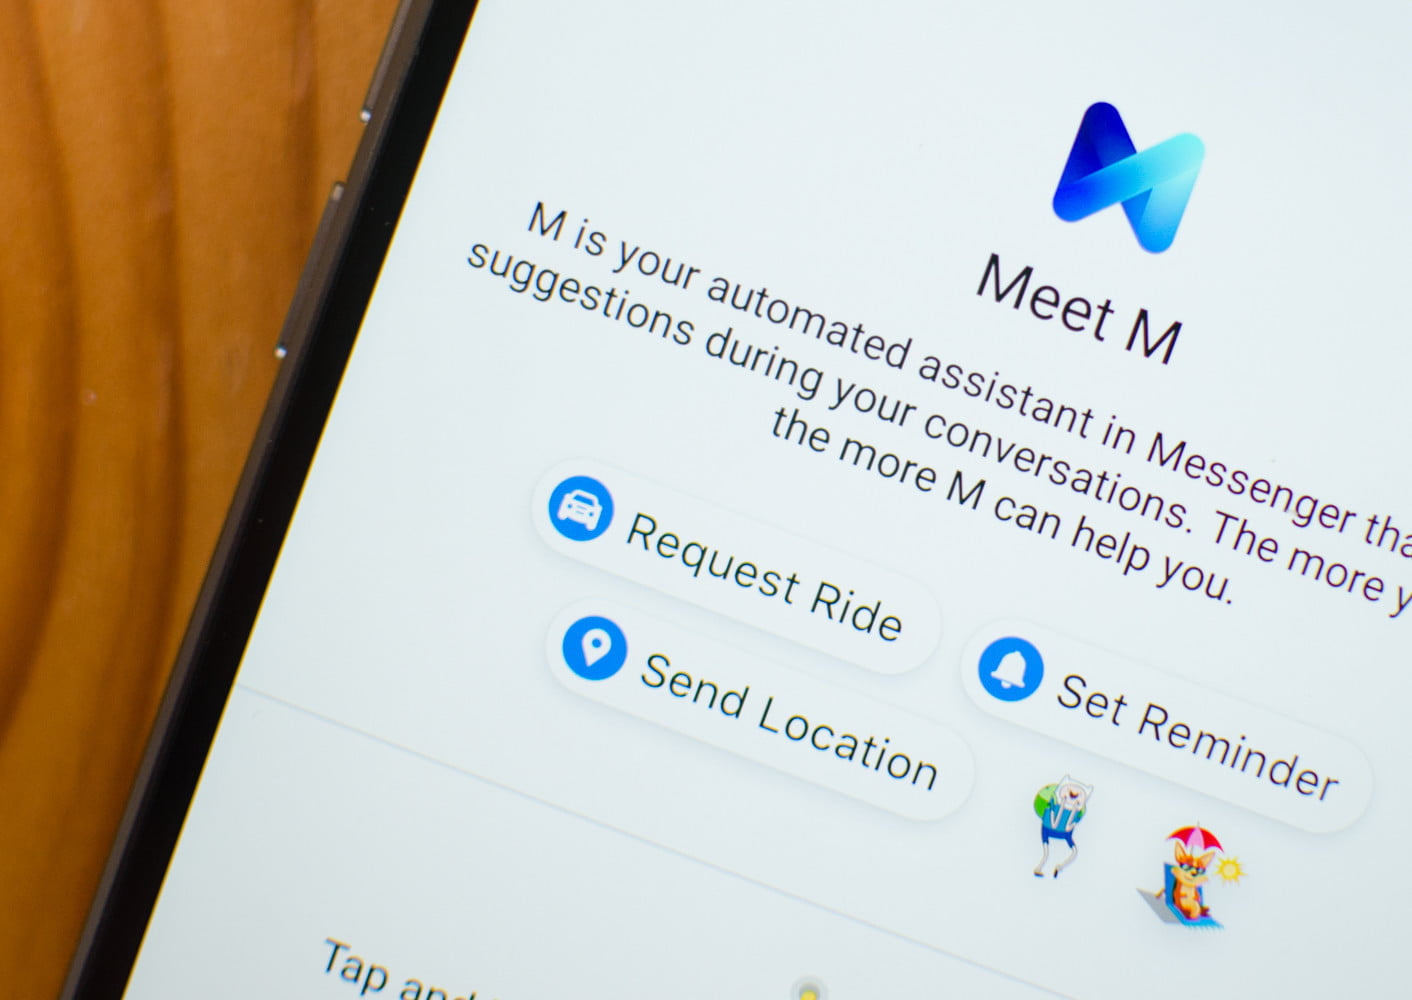 Meet M
M is your automated assistant in Messenger
suggestions during your conversations. The more
the more M can help you.
Request Ride
Set Reminder
Send Location
Tap and